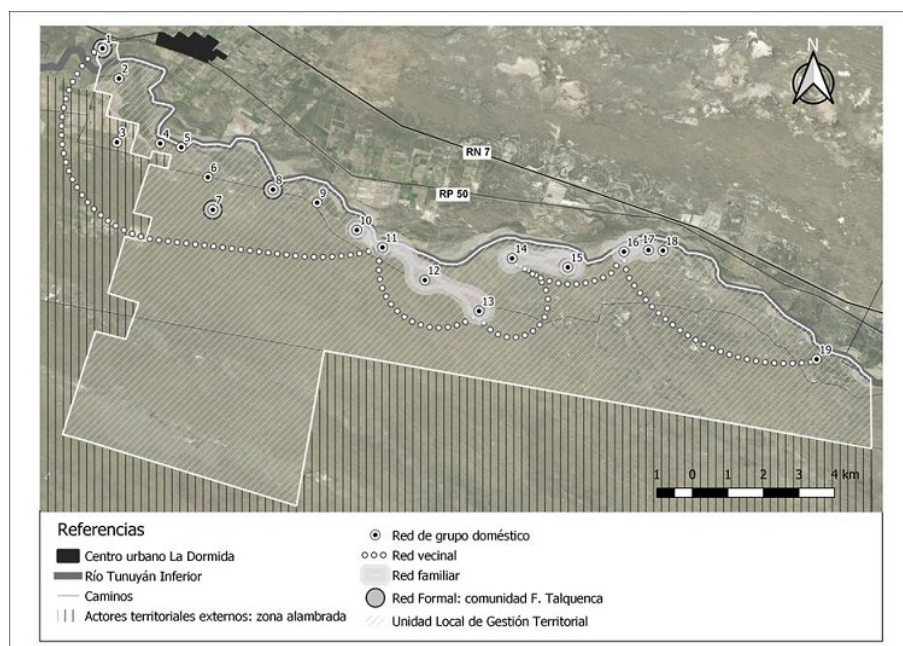 N
1
2
3
4
5
6
7
8
9
10
11
12
13
14
15
16
17
18
19
RN 7
RP 50
1 0 1 2 3 4 km
Referencias
Centro urbano La Dormida
Río Tunuyán Inferior
Caminos
Actores territoriales externos: zona alambrada
Red de grupo doméstico
Red vecinal
Red familiar
Red Formal: comunidad F. Talquenca
Unidad Local de Gestión Territorial